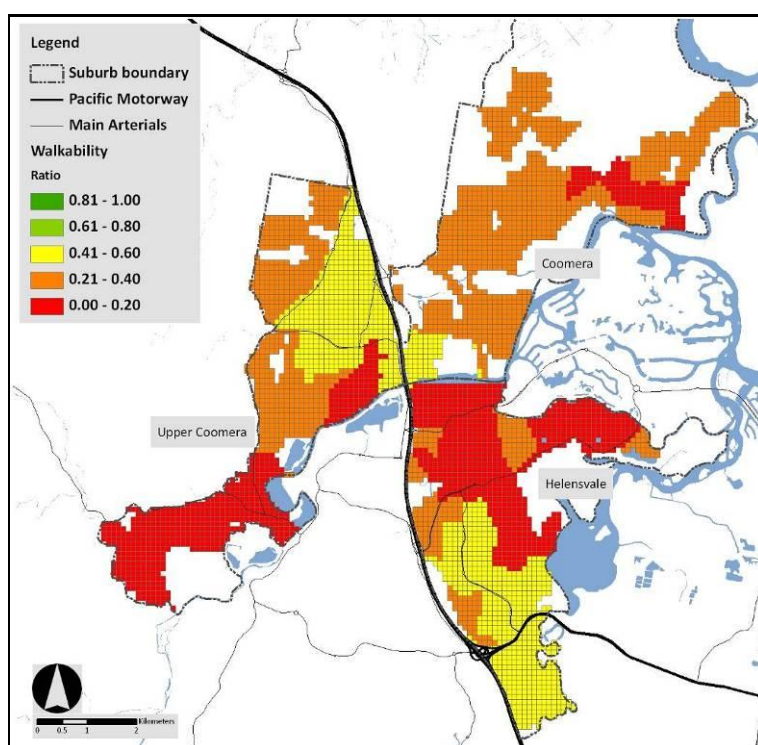 Legend
Suburb boundary
Pacific Motorway
Main Arterials
Walkability
Ratio
0.81 - 1.00
0.61 - 0.80
0.41 - 0.60
0.21 - 0.40
0.00 - 0.20
Coomera
Upper Coomera
Helensvale
Kilometers
0 0.5 1 2